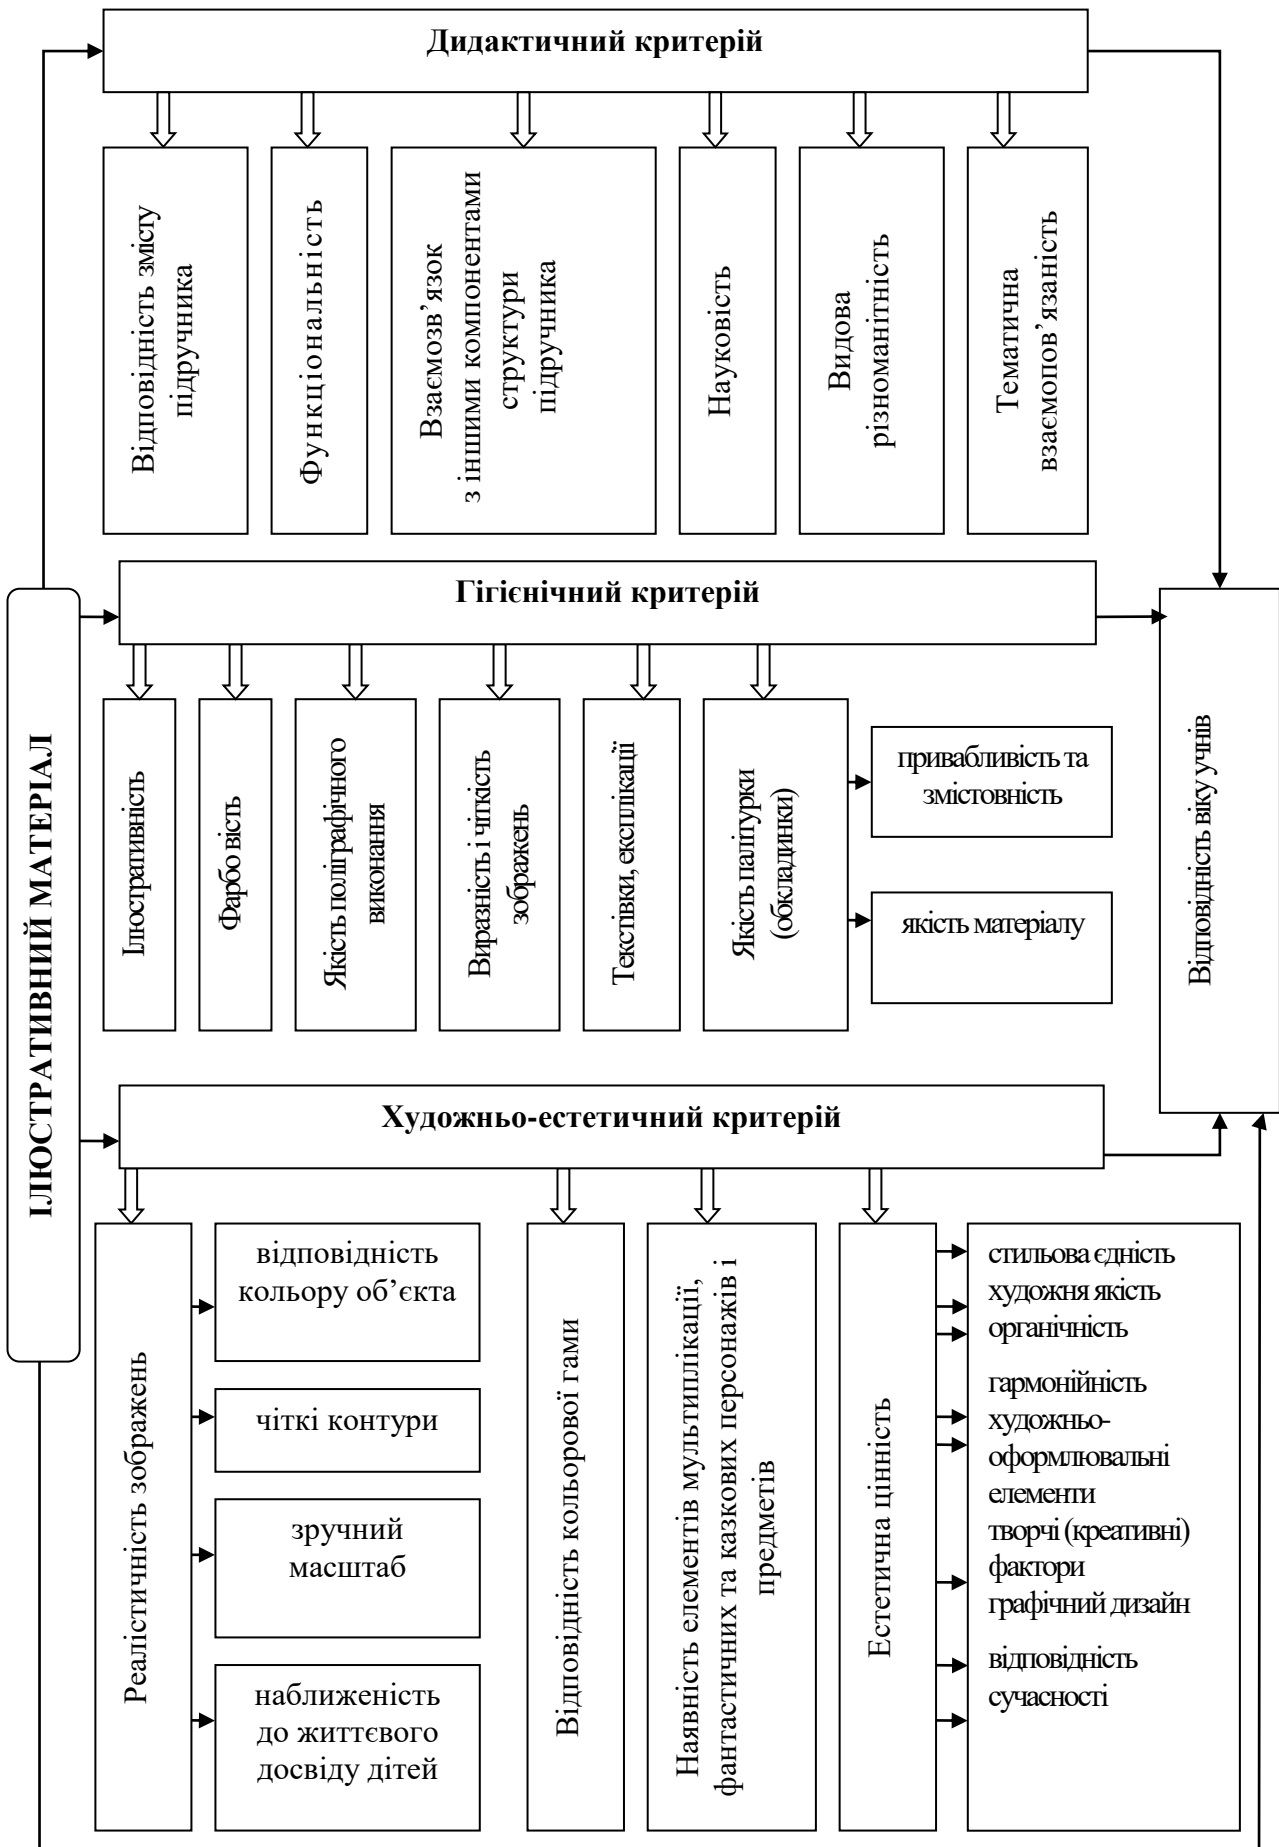 Дидактичний критерій
Відповідність змісту
підручника
Функціональність
Взаємозв’язок
з іншими компонентами
структури
підручника
Науковість
Видова
різноманітність
Тематична
взаємопов’язаність
ІЛЮСТРАТИВНИЙ МАТЕРІАЛ
Гігієнічний критерій
Ілюстративність
Фарбо вість
Якість поліграфічного
виконання
Виразність і чіткість
зображень
Текстівки, експлікації
Якість палітурки
(обкладинки)
привабливість та
змістовність
якість матеріалу
Відповідність віку учнів
Художньо-естетичний критерій
Реалістичність зображень
відповідність
кольору об’єкта
чіткі контури
зручний
масштаб
наближеність
до життєвого
досвіду дітей
Відповідність кольорової гами
Наявність елементів мультиплікації,
фантастичних та казкових персонажів і
предметів
Естетична цінність
стильова єдність
художня якість
органічність
гармонійність
художньо-
оформлювальні
елементи
творчі (креативні)
фактори
графічний дизайн
відповідність
сучасності